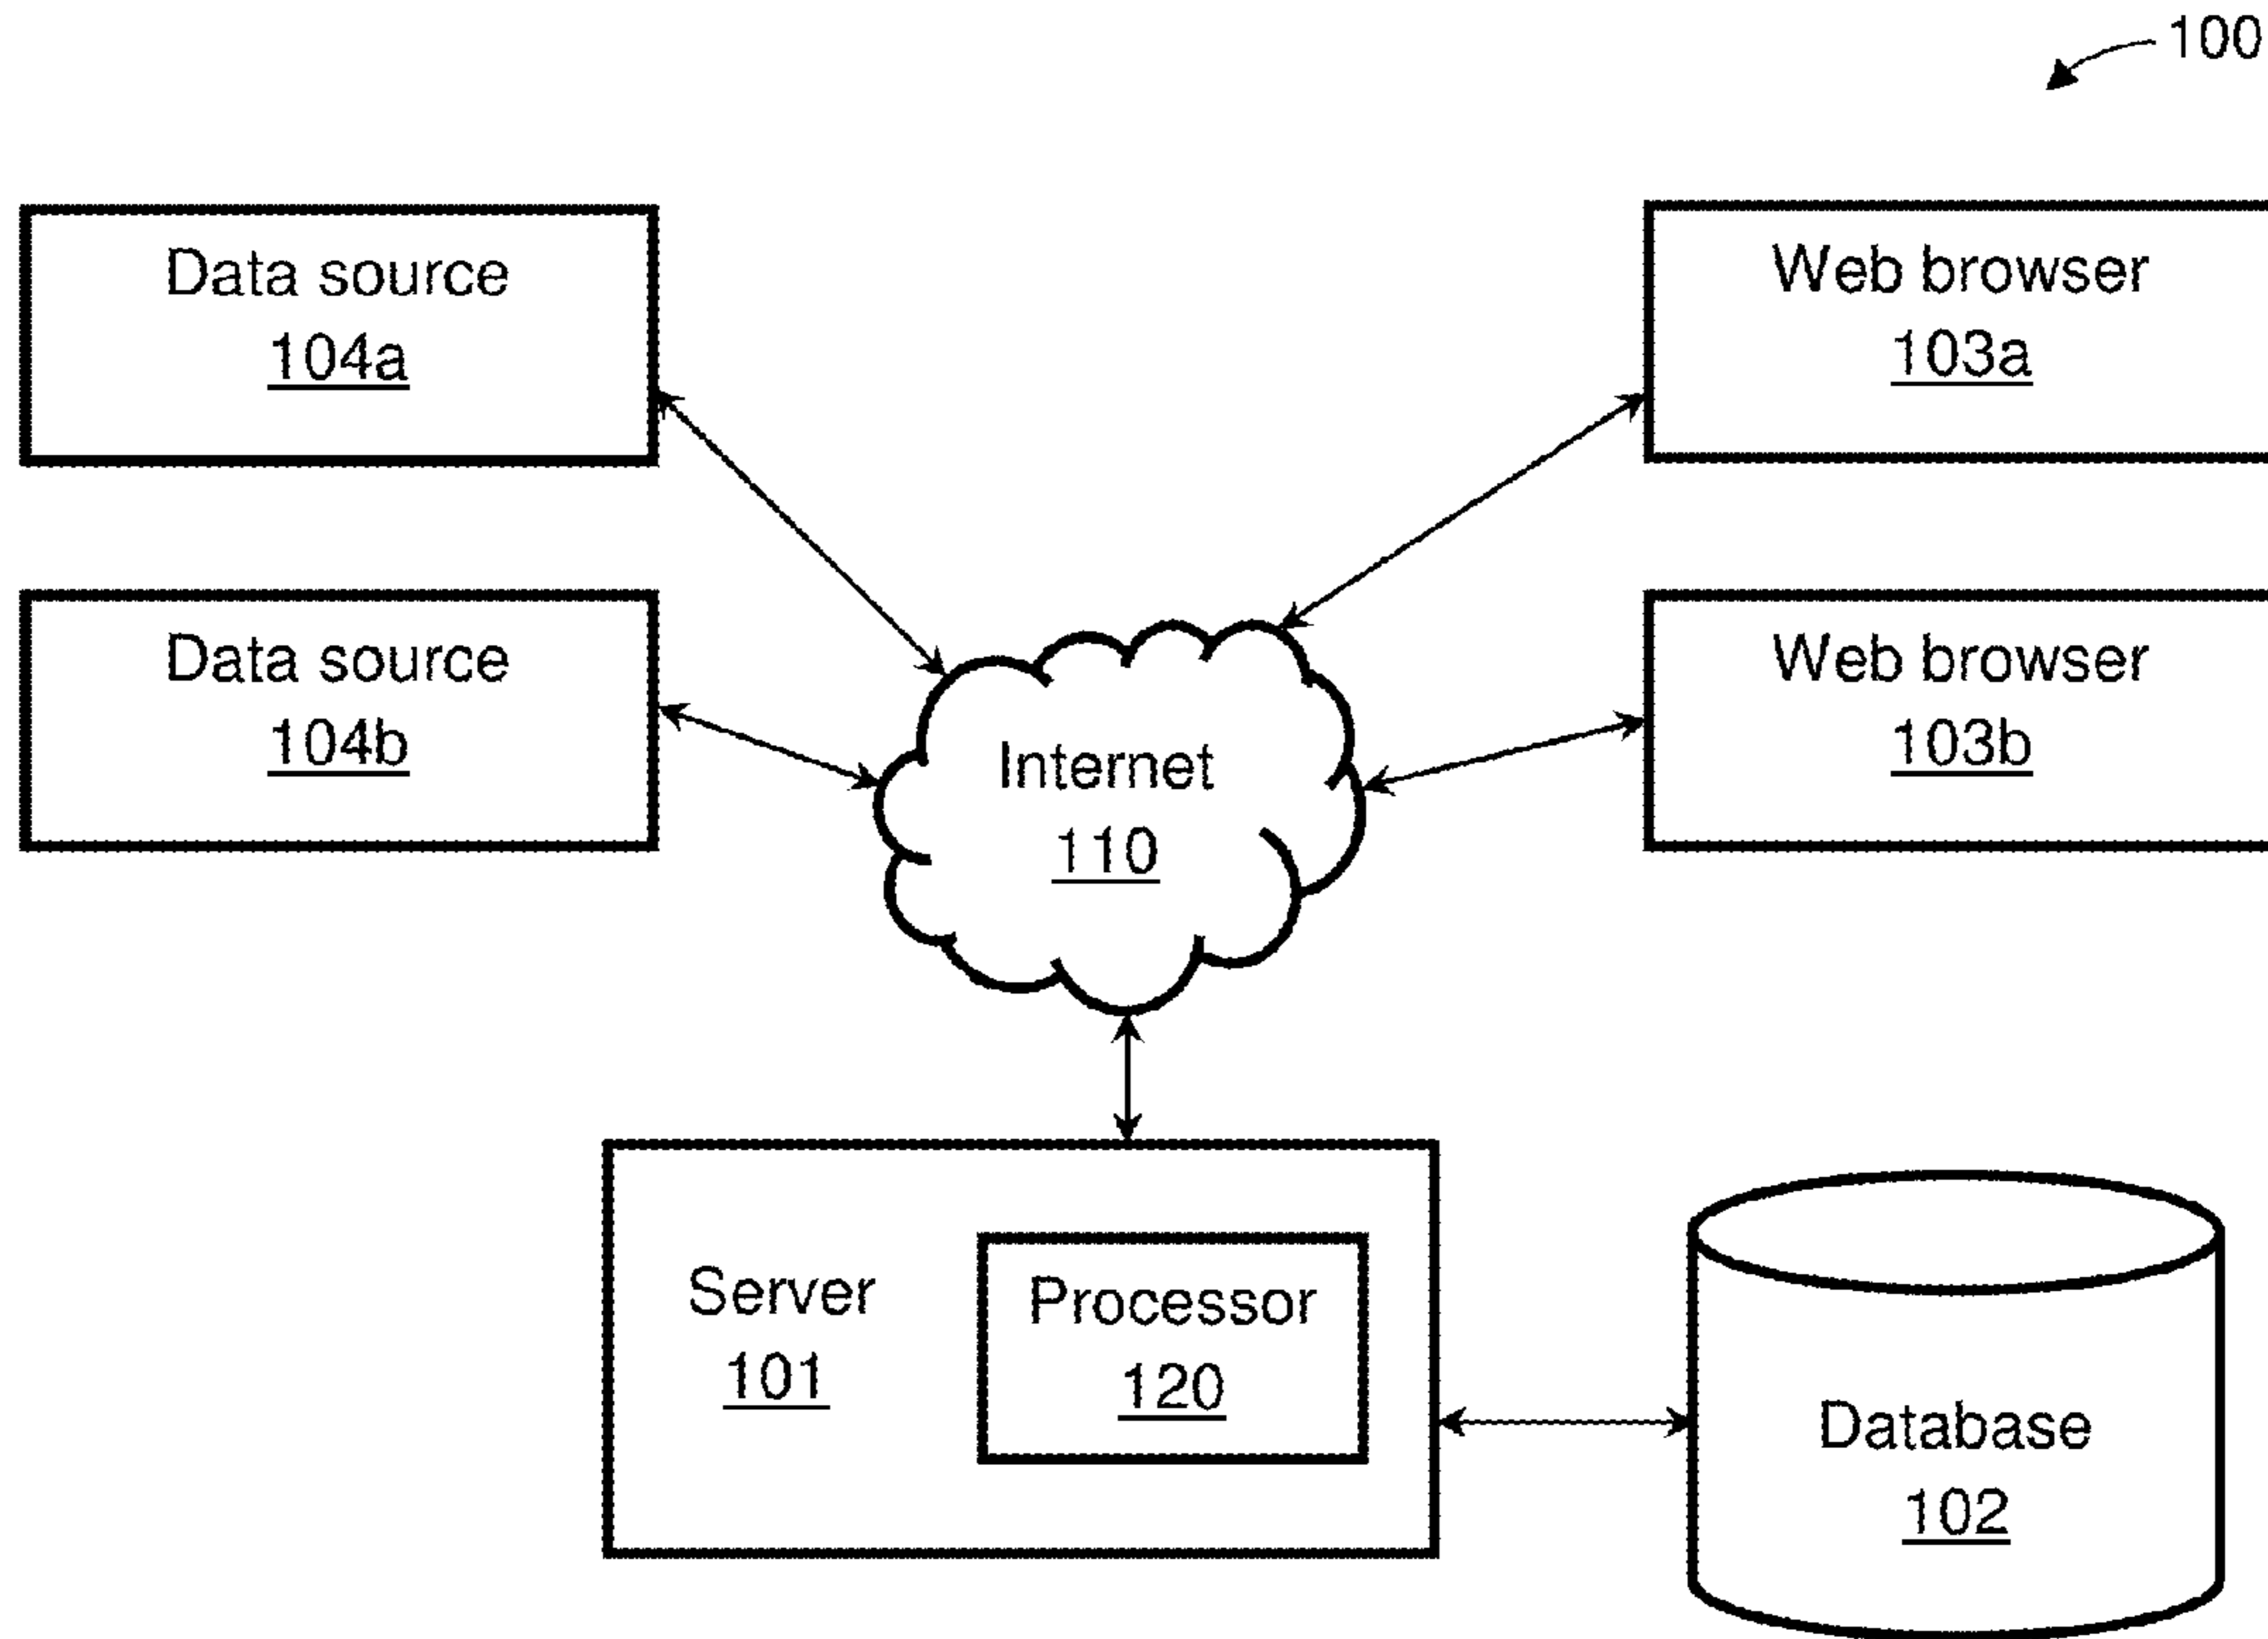 100
Data source
104a
Web browser
103a
Data source
104b
Web browser
103b
Internet
110
Server
101
Processor
120
Database
102